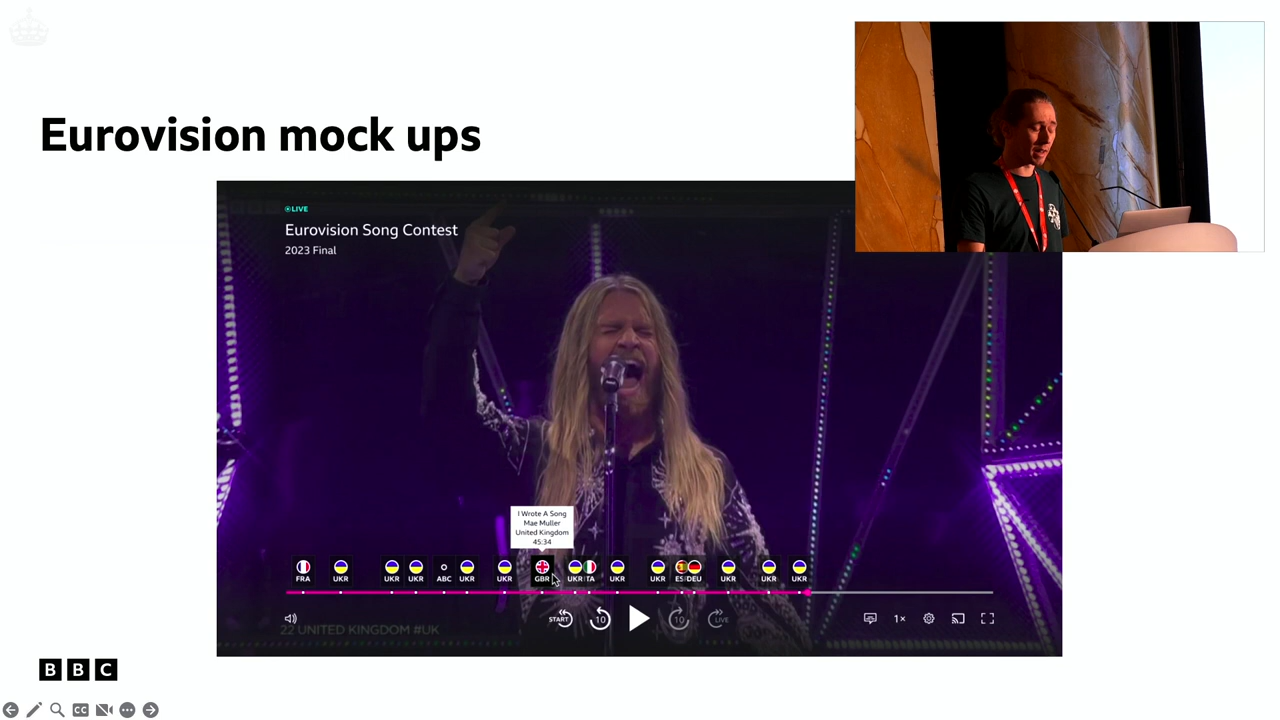 Eurovision mock ups
LIVE
Eurovision Song Contest
2023 Final
I Wrote A Song
Mae Muller
United Kingdom
45:34
FRA UKR UKR UKR ABC UKR UKR GBR UKR ITA UKR UKR ES DEU UKR UKR UKR
START 10 10 LIVE 1×
22 UNITED KINGDOM #UK
BBC
CC